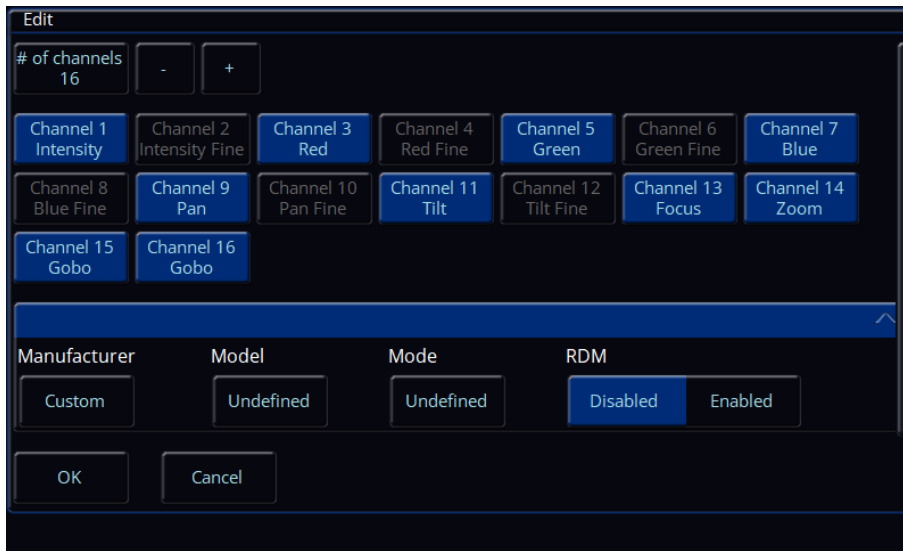 Edit
# of channels
16
-
+
Channel 1
Intensity
Channel 2
Intensity Fine
Channel 3
Red
Channel 4
Red Fine
Channel 5
Green
Channel 6
Green Fine
Channel 7
Blue
Channel 8
Blue Fine
Channel 9
Pan
Channel 10
Pan Fine
Channel 11
Tilt
Channel 12
Tilt Fine
Channel 13
Focus
Channel 14
Zoom
Channel 15
Gobo
Channel 16
Gobo
Manufacturer Model Mode RDM
Custom Undefined Undefined Disabled Enabled
OK Cancel